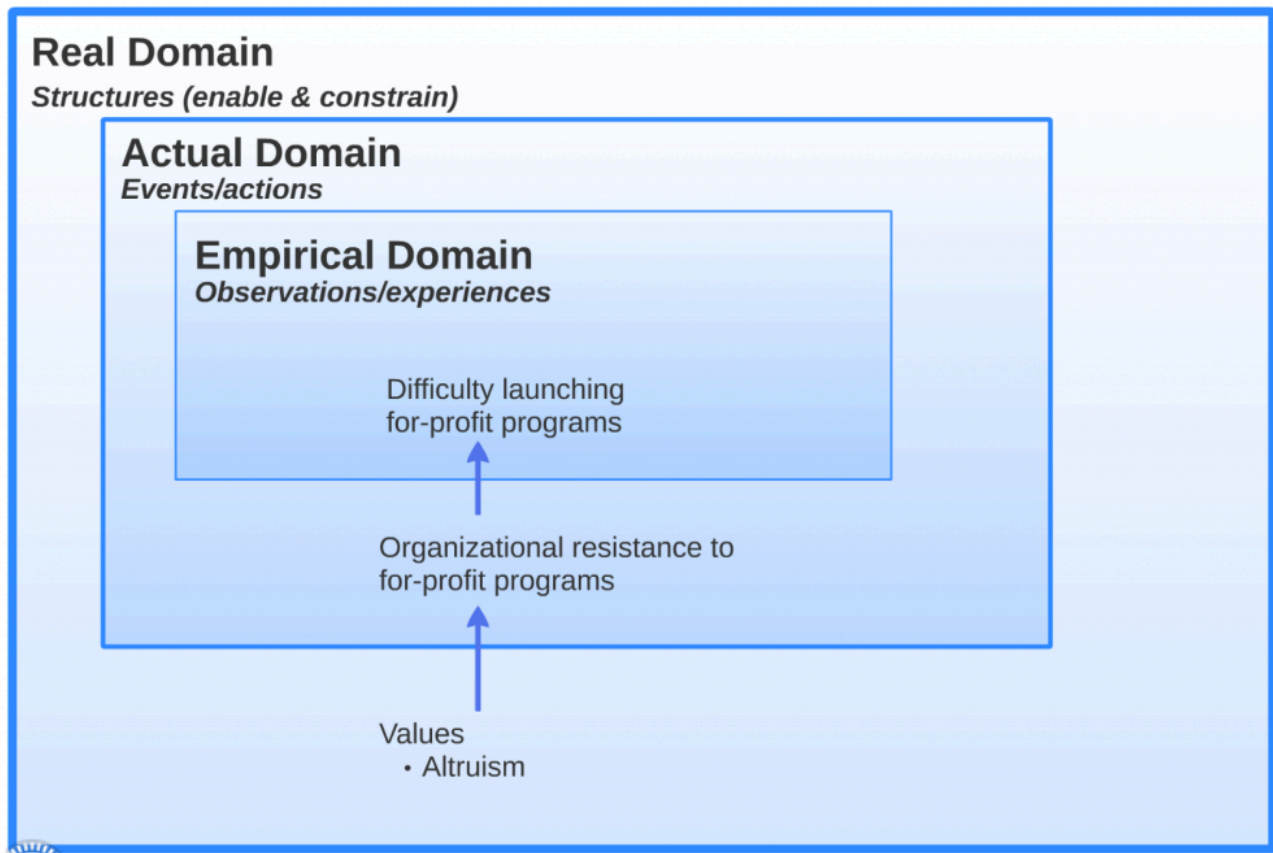 Real Domain
Structures (enable & constrain)
Actual Domain
Events/actions
Empirical Domain
Observations/experiences
Difficulty launching
for-profit programs
Organizational resistance to
for-profit programs
Values
• Altruism